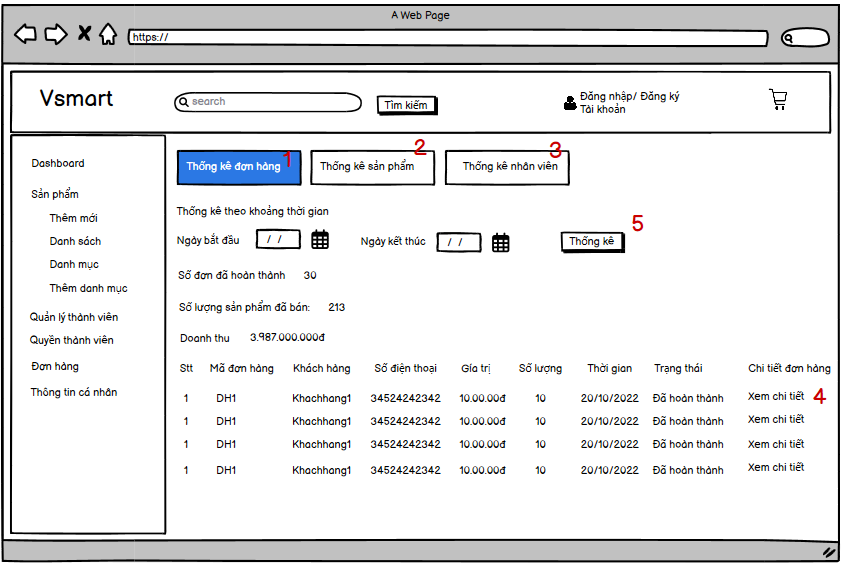 A Web Page
https://
Vsmart
search
Tìm kiếm
Đăng nhập/ Đăng ký
Tài khoản
Dashboard
Sản phẩm
Thêm mới
Danh sách
Danh mục
Thêm danh mục
Quản lý thành viên
Quyền thành viên
Đơn hàng
Thông tin cá nhân
Thống kê đơn hàng 1
Thống kê sản phẩm 2
Thống kê nhân viên 3
Thống kê theo khoảng thời gian
Ngày bắt đầu / / Ngày kết thúc / / Thống kê 5
Số đơn đã hoàn thành 30
Số lượng sản phẩm đã bán: 213
Doanh thu 3.987.000.000đ
Stt Mã đơn hàng Khách hàng Số điện thoại Gía trị Số lượng Thời gian Trạng thái Chi tiết đơn hàng
1 DH1 Khachhang1 34524242342 10.00.00đ 10 20/10/2022 Đã hoàn thành Xem chi tiết 4
1 DH1 Khachhang1 34524242342 10.00.00đ 10 20/10/2022 Đã hoàn thành Xem chi tiết
1 DH1 Khachhang1 34524242342 10.00.00đ 10 20/10/2022 Đã hoàn thành Xem chi tiết
1 DH1 Khachhang1 34524242342 10.00.00đ 10 20/10/2022 Đã hoàn thành Xem chi tiết